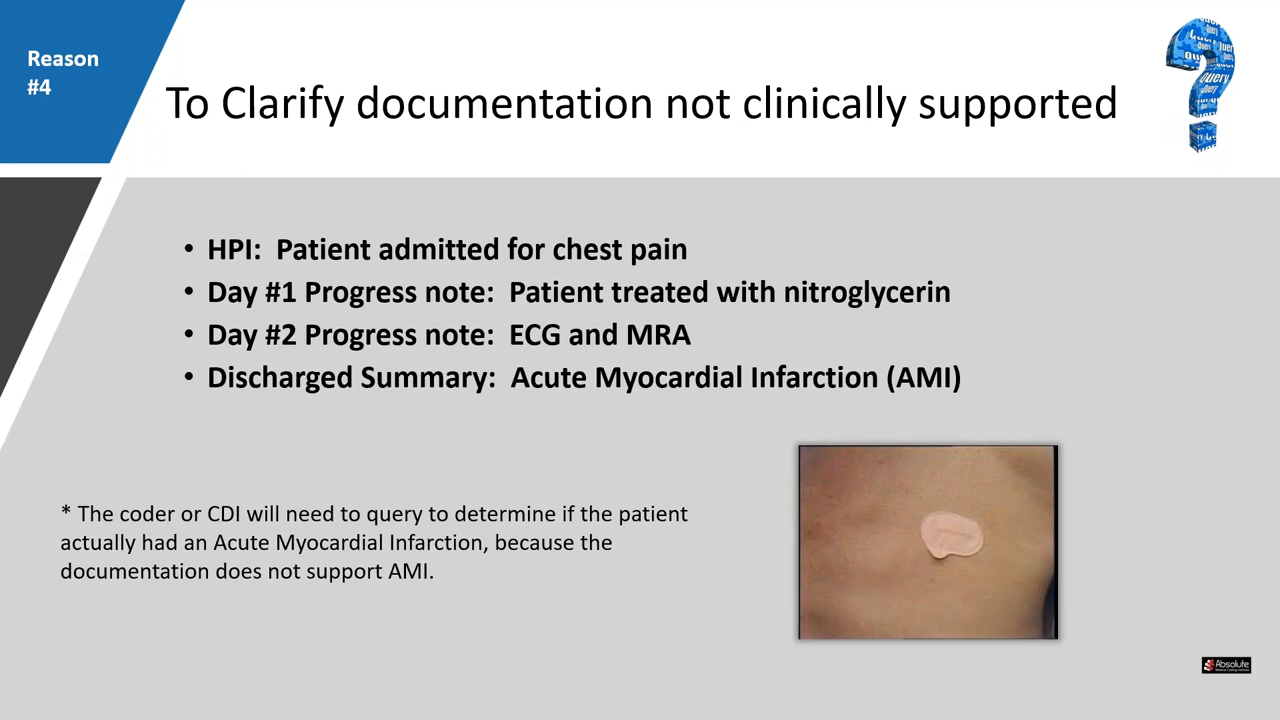 Reason
#4
To Clarify documentation not clinically supported
• HPI:  Patient admitted for chest pain
• Day #1 Progress note:  Patient treated with nitroglycerin
• Day #2 Progress note:  ECG and MRA
• Discharged Summary:  Acute Myocardial Infarction (AMI)
* The coder or CDI will need to query to determine if the patient
actually had an Acute Myocardial Infarction, because the
documentation does not support AMI.
Query
Absolute